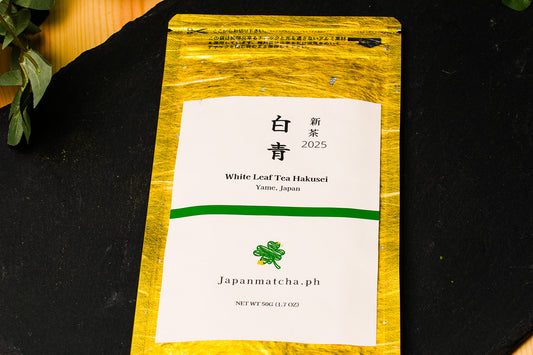 白青
新茶
2025
White Leaf Tea Hakusei
Yame, Japan
Japanmatcha.ph
NET WT 50G (1.7 OZ)